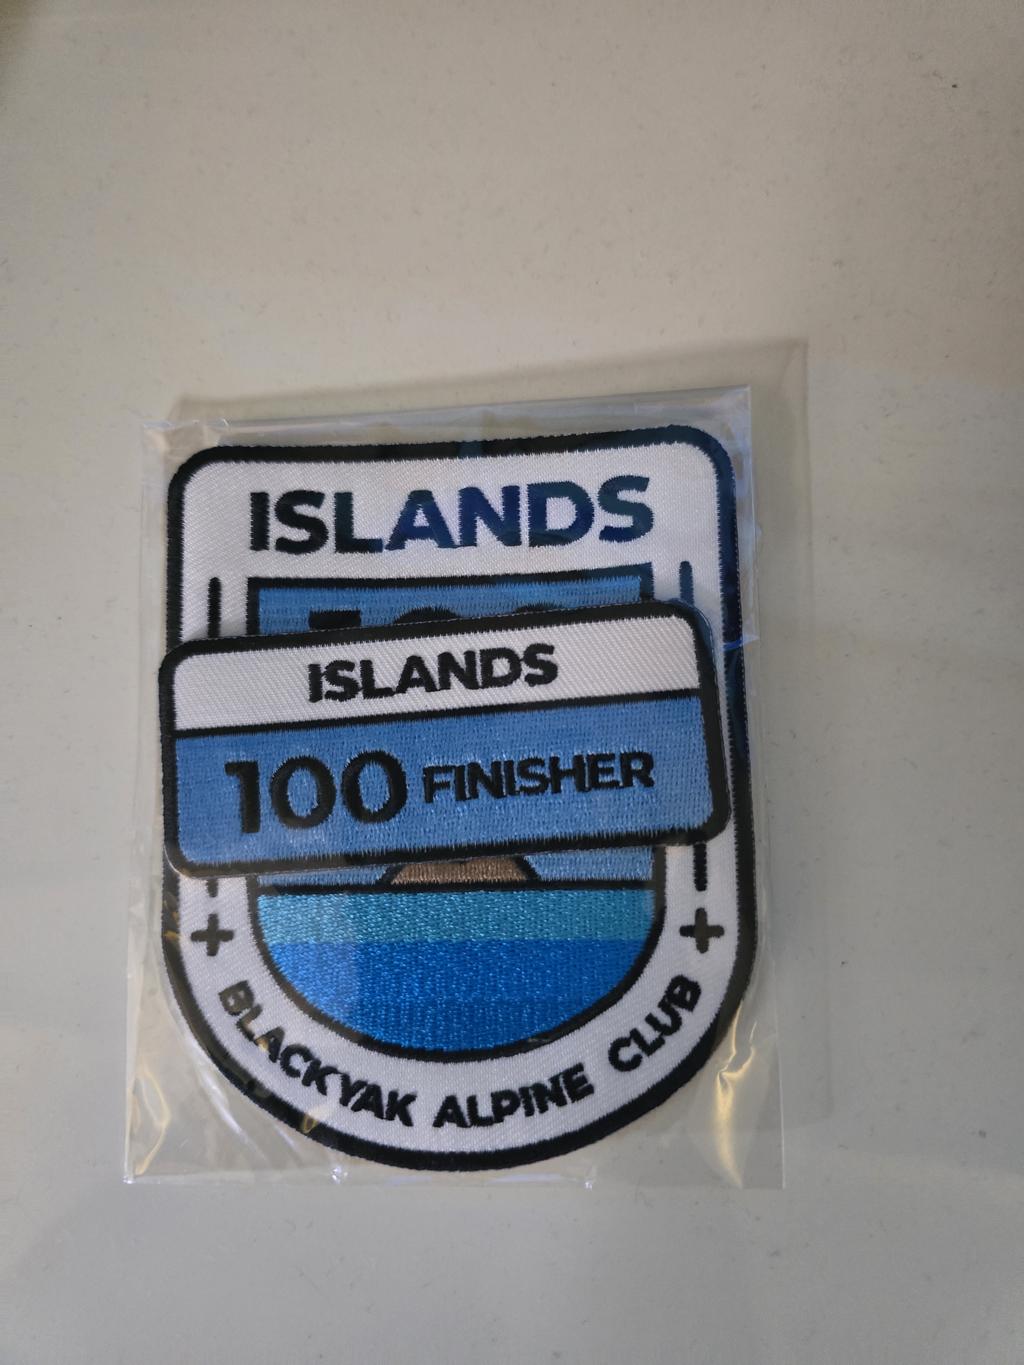 ISLANDS
ISLANDS
100 FINISHER
BLACKYAK ALPINE CLUB